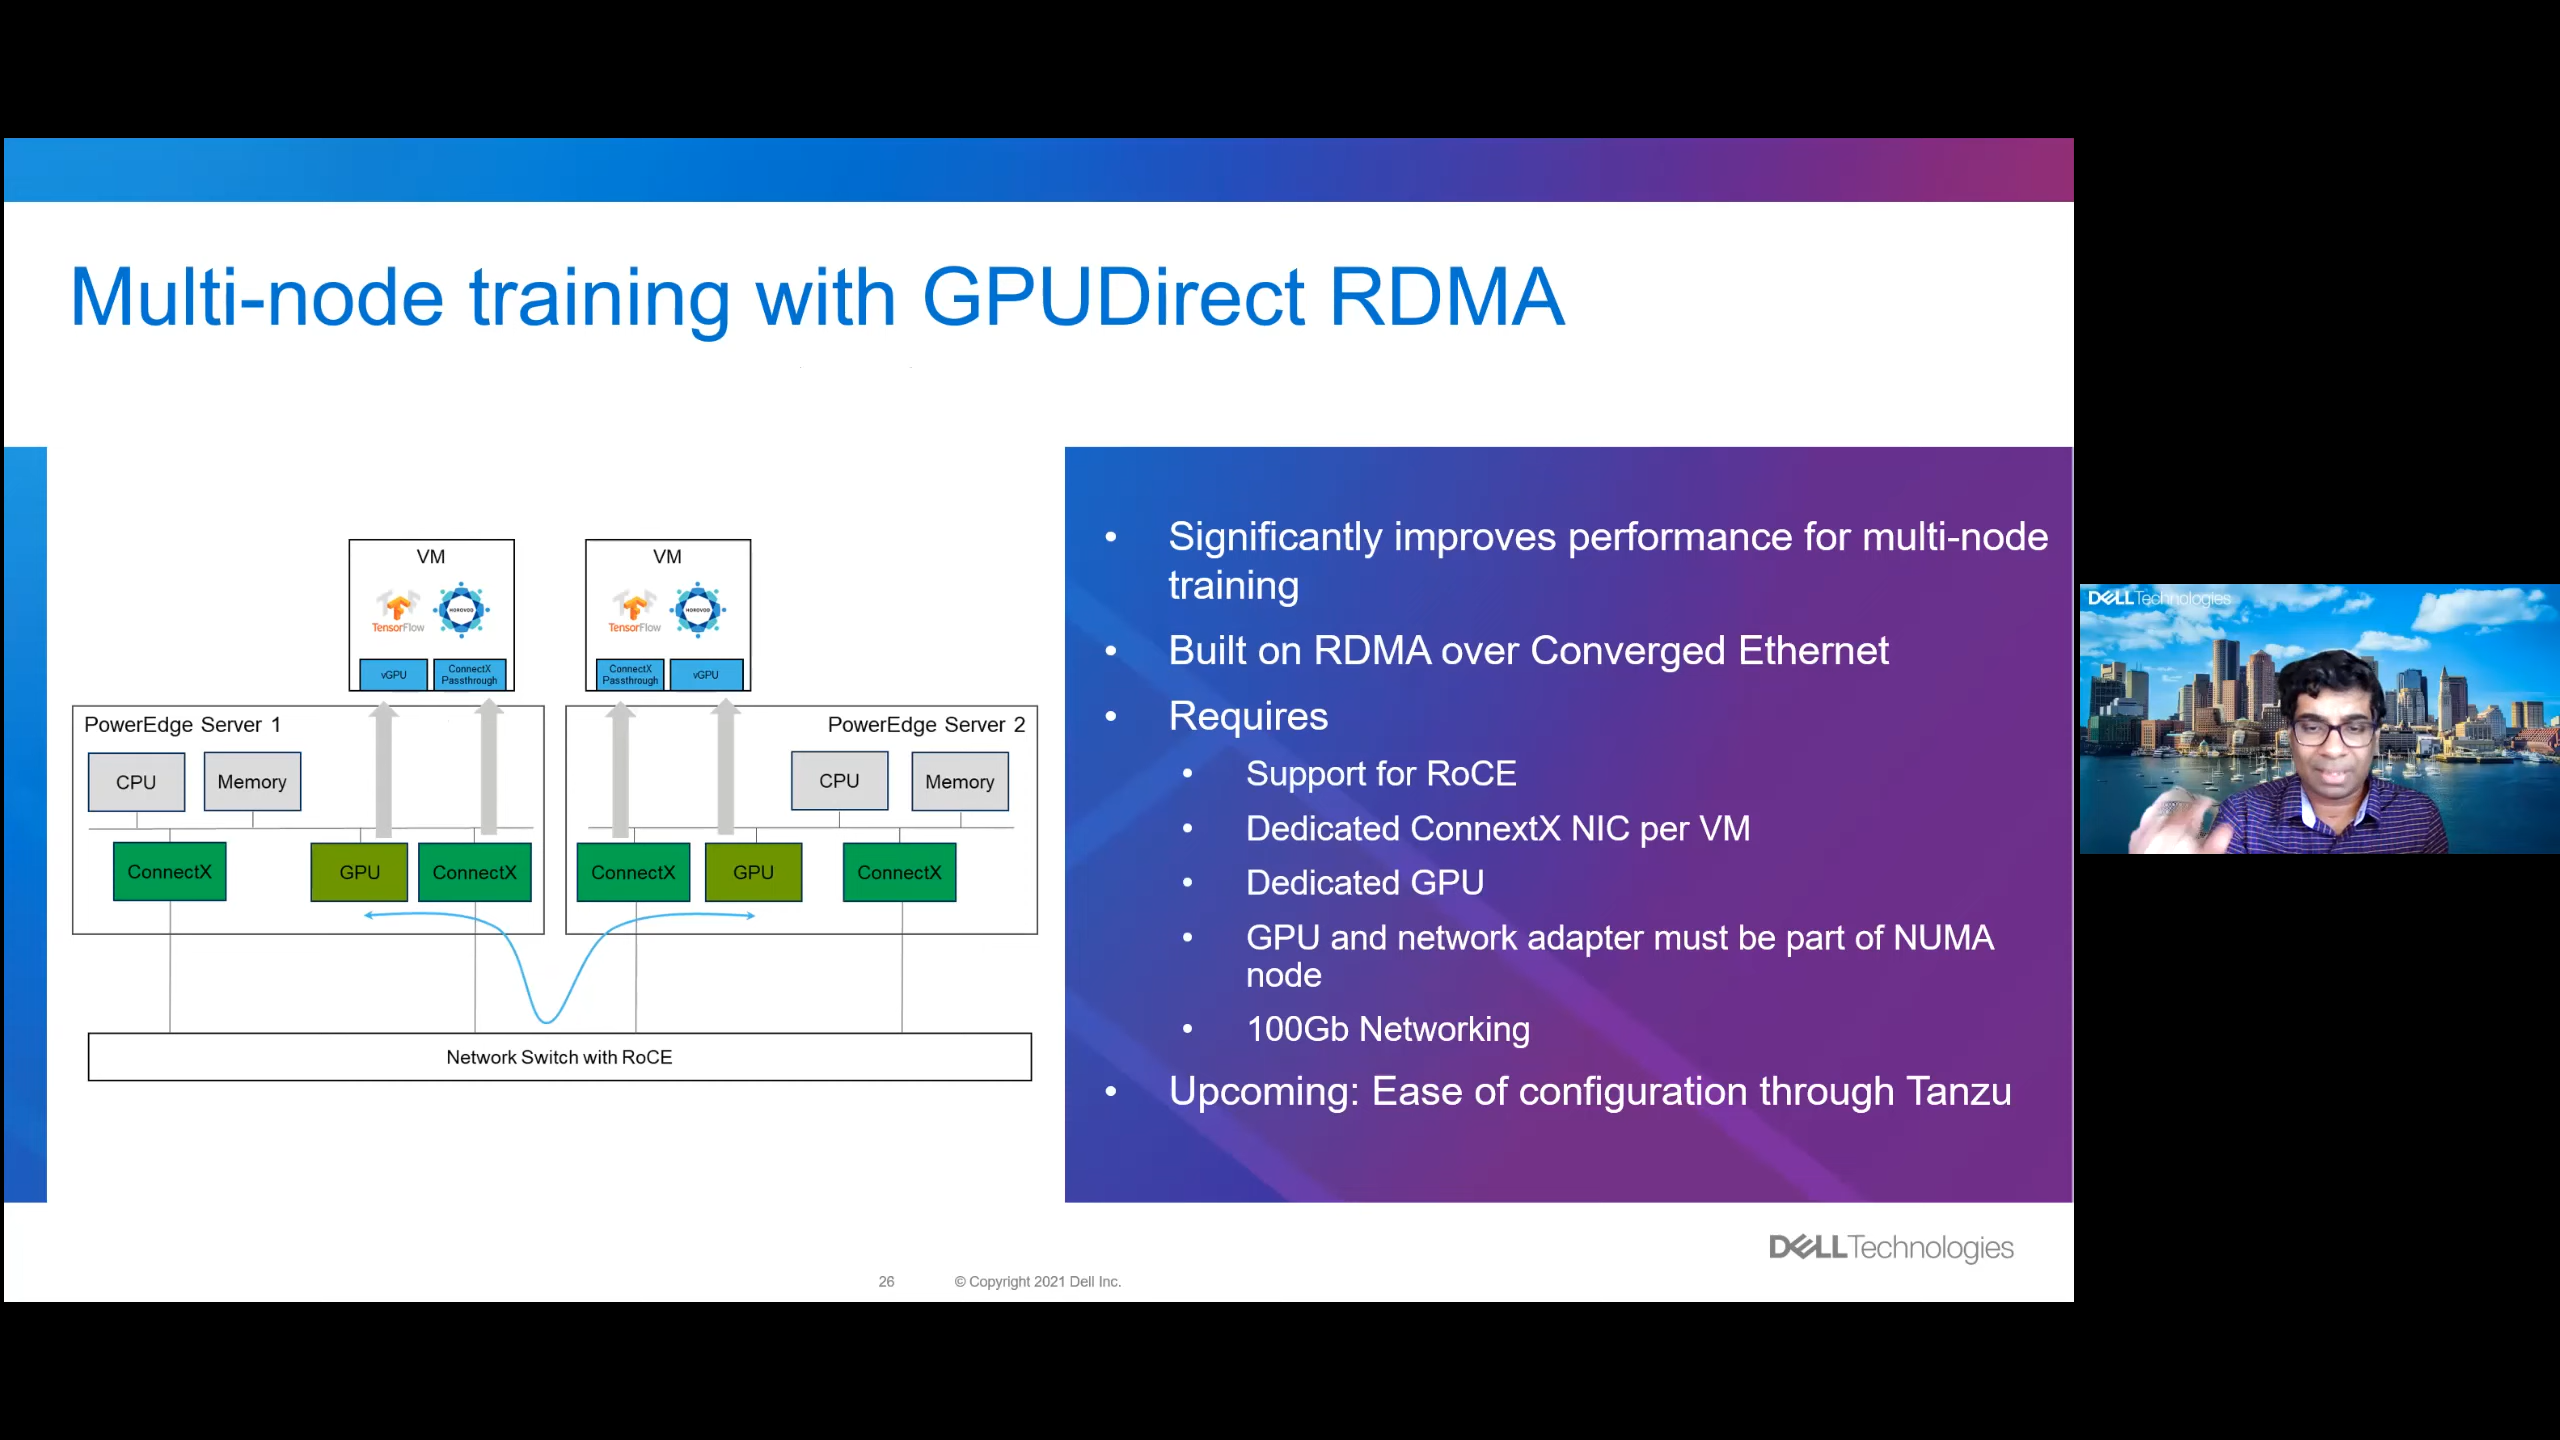 Multi-node training with GPUDirect RDMA
VM
TensorFlow
HOROVOD
vGPU
ConnectX
Passthrough
VM
TensorFlow
HOROVOD
ConnectX
Passthrough
vGPU
PowerEdge Server 1
CPU
Memory
ConnectX
GPU
ConnectX
PowerEdge Server 2
CPU
Memory
ConnectX
GPU
ConnectX
Network Switch with RoCE
• Significantly improves performance for multi-node
training
• Built on RDMA over Converged Ethernet
• Requires
• Support for RoCE
• Dedicated ConnextX NIC per VM
• Dedicated GPU
• GPU and network adapter must be part of NUMA
node
• 100Gb Networking
• Upcoming: Ease of configuration through Tanzu
DELL Technologies
26 © Copyright 2021 Dell Inc.
DELL Technologies